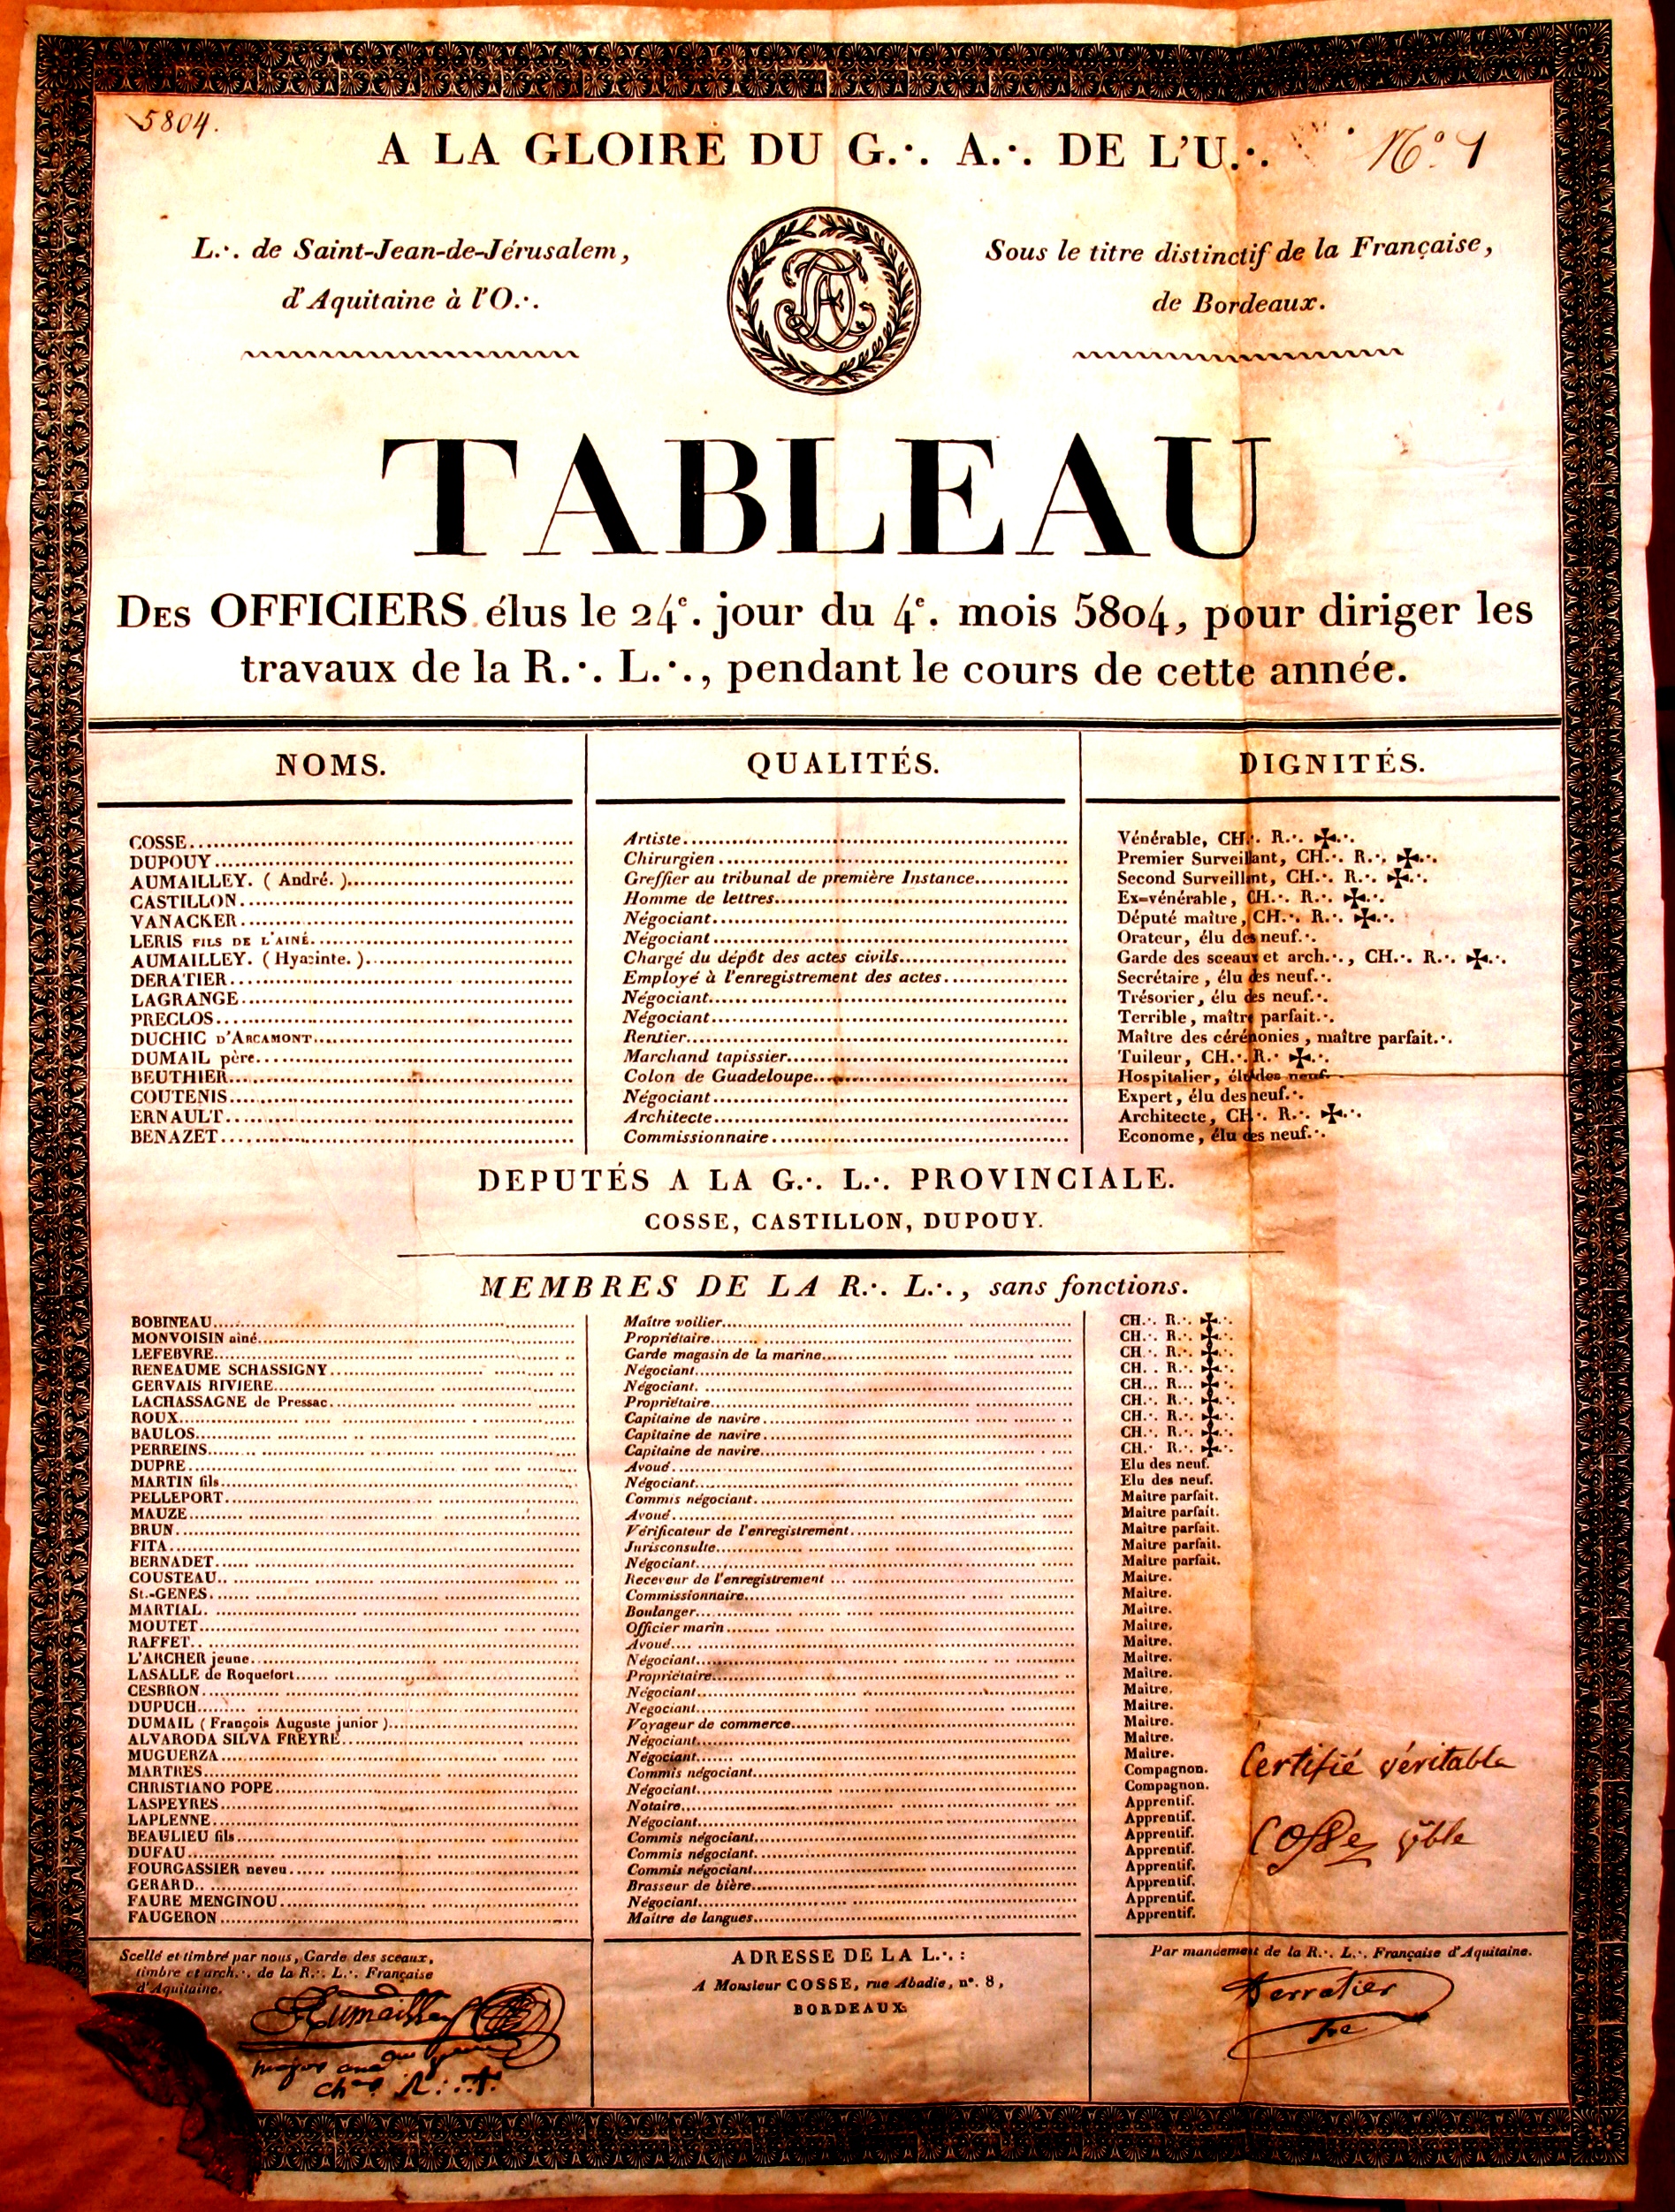 5804.
A LA GLOIRE DU G.·. A.·. DE L'U.·.
N.º 1
L.·. de Saint-Jean-de-Jérusalem,
d'Aquitaine à l'O.·.
Sous le titre distinctif de la Française,
de Bordeaux.
TABLEAU
DES OFFICIERS élus le 24e. jour du 4e. mois 5804, pour diriger les
travaux de la R.·. L.·., pendant le cours de cette année.
NOMS. QUALITÉS. DIGNITÉS.
COSSE Artiste Vénérable, CH.·. R.·. ✠.·.
DUPOUY Chirurgien Premier Surveillant, CH.·. R.·. ✠.·.
AUMAILLEY. ( André. ) Greffier au tribunal de première Instance Second Surveillant, CH.·. R.·. ✠.·.
CASTILLON Homme de lettres Ex-vénérable, CH.·. R.·. ✠.·.
VANACKER Négociant Député maître, CH.·. R.·. ✠.·.
LERIS FILS DE L'AINÉ Négociant Orateur, élu des neuf.·.
AUMAILLEY. ( Hyacinte. ) Chargé du dépôt des actes civils Garde des sceaux et arch.·., CH.·. R.·. ✠.·.
DERATIER Employé à l'enregistrement des actes Secrétaire, élu des neuf.·.
LAGRANGE Négociant Trésorier, élu des neuf.·.
PRECLOS Négociant Terrible, maître parfait.·.
DUCHIC D'ARCAMONT Rentier Maître des cérémonies, maître parfait.·.
DUMAIL père Marchand tapissier Tuileur, CH.·. R.·. ✠.·.
BEUTHIER Colon de Guadeloupe Hospitalier, élu des neuf
COUTENIS Négociant Expert, élu des neuf.·.
ERNAULT Architecte Architecte, CH.·. R.·. ✠.·.
BENAZET Commissionnaire Econome, élu des neuf.·.
DEPUTÉS A LA G.·. L.·. PROVINCIALE.
COSSE, CASTILLON, DUPOUY.
MEMBRES DE LA R.·. L.·., sans fonctions.
BOBINEAU Maître voilier CH.·. R.·. ✠.·.
MONVOISIN ainé Propriétaire CH.·. R.·. ✠.·.
LEFEBVRE Garde magasin de la marine CH.·. R.·. ✠.·.
RENEAUME SCHASSIGNY Négociant CH.·. R.·. ✠.·.
GERVAIS RIVIERE Négociant. CH... R... ✠.·.
LACHASSAGNE de Pressac Propriétaire CH.·. R.·. ✠.·.
ROUX Capitaine de navire CH.·. R.·. ✠.·.
BAULOS Capitaine de navire CH.·. R.·. ✠.·.
PERREINS Capitaine de navire CH.·. R.·. ✠.·.
DUPRE Avoué Elu des neuf.
MARTIN fils Négociant Elu des neuf.
PELLEPORT Commis négociant Maître parfait.
MAUZE Avoué Maître parfait.
BRUN Vérificateur de l'enregistrement Maître parfait.
FITA Jurisconsulte Maître parfait.
BERNADET Négociant Maître parfait.
COUSTEAU Receveur de l'enregistrement Maître.
St.-GENES Commissionnaire Maître.
MARTIAL Boulanger Maître.
MOUTET Officier marin Maître.
RAFFET Avoué Maître.
L'ARCHER jeune Négociant Maître.
LASALLE de Roquefort Propriétaire Maître.
CESBRON Négociant Maître.
DUPUCH Negociant Maître.
DUMAIL ( François Auguste junior ) Voyageur de commerce Maître.
ALVARODA SILVA FREYRE Négociant Maître.
MUGUERZA Négociant Maître.
MARTRES Commis négociant Compagnon.
CHRISTIANO POPE Négociant Compagnon.
LASPEYRES Notaire Apprentif.
LAPLENNE Négociant Apprentif.
BEAULIEU fils Commis négociant Apprentif.
DUFAU Commis négociant Apprentif.
FOURGASSIER neveu Commis négociant Apprentif.
GERARD Brasseur de bière Apprentif.
FAURE MENGINOU Négociant Apprentif.
FAUGERON Maître de langues Apprentif.
Certifié véritable
Cosse vble
Scellé et timbré par nous, Garde des sceaux,
timbre et arch.·. de la R.·. L.·. Française
d'Aquitaine.
Aumailley
ch.er R.·. ✠
ADRESSE DE LA L.·. :
A Monsieur COSSE, rue Abadie, n°. 8,
BORDEAUX.
Par mandement de la R.·. L.·. Française d'Aquitaine.
Derratier